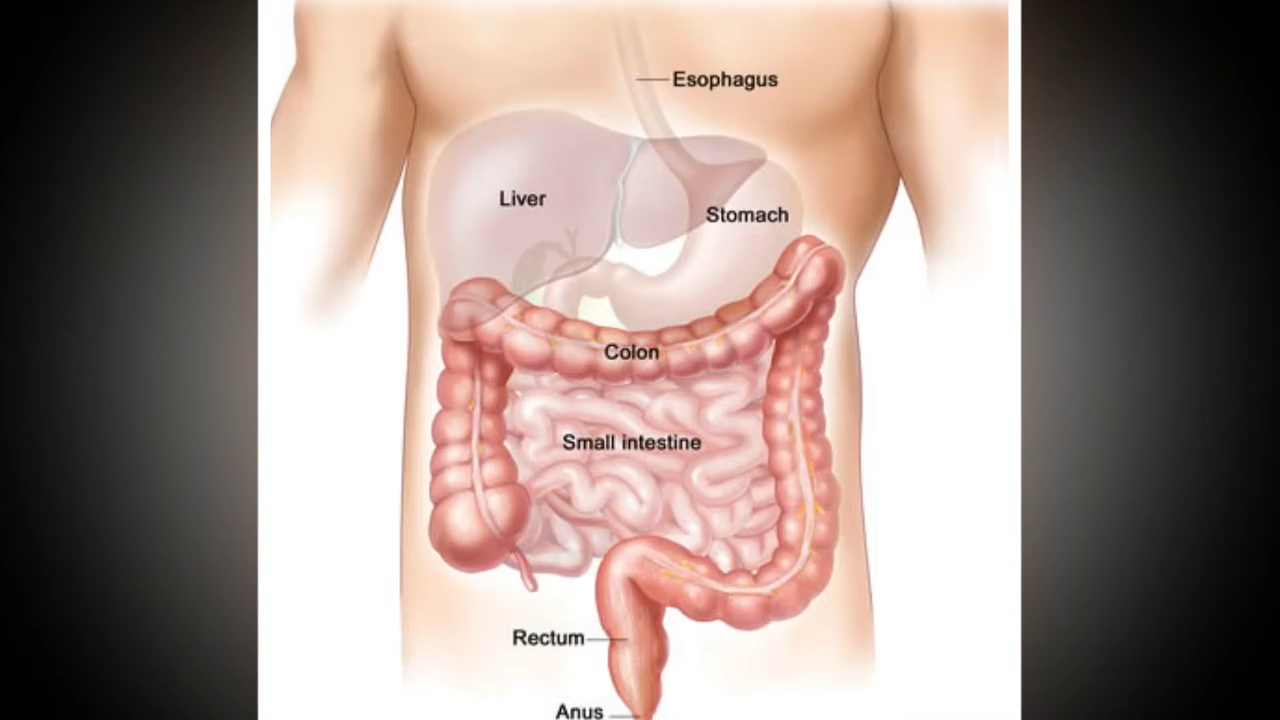 Esophagus
Liver
Stomach
Colon
Small intestine
Rectum
Anus